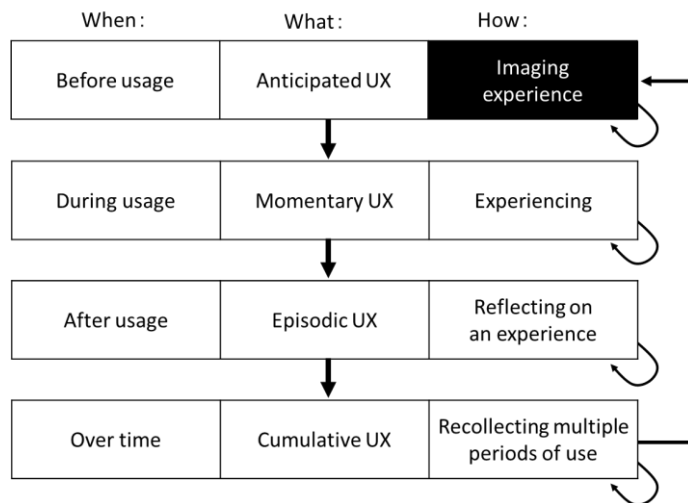 When: What: How:
Before usage Anticipated UX Imaging experience
During usage Momentary UX Experiencing
After usage Episodic UX Reflecting on an experience
Over time Cumulative UX Recollecting multiple periods of use